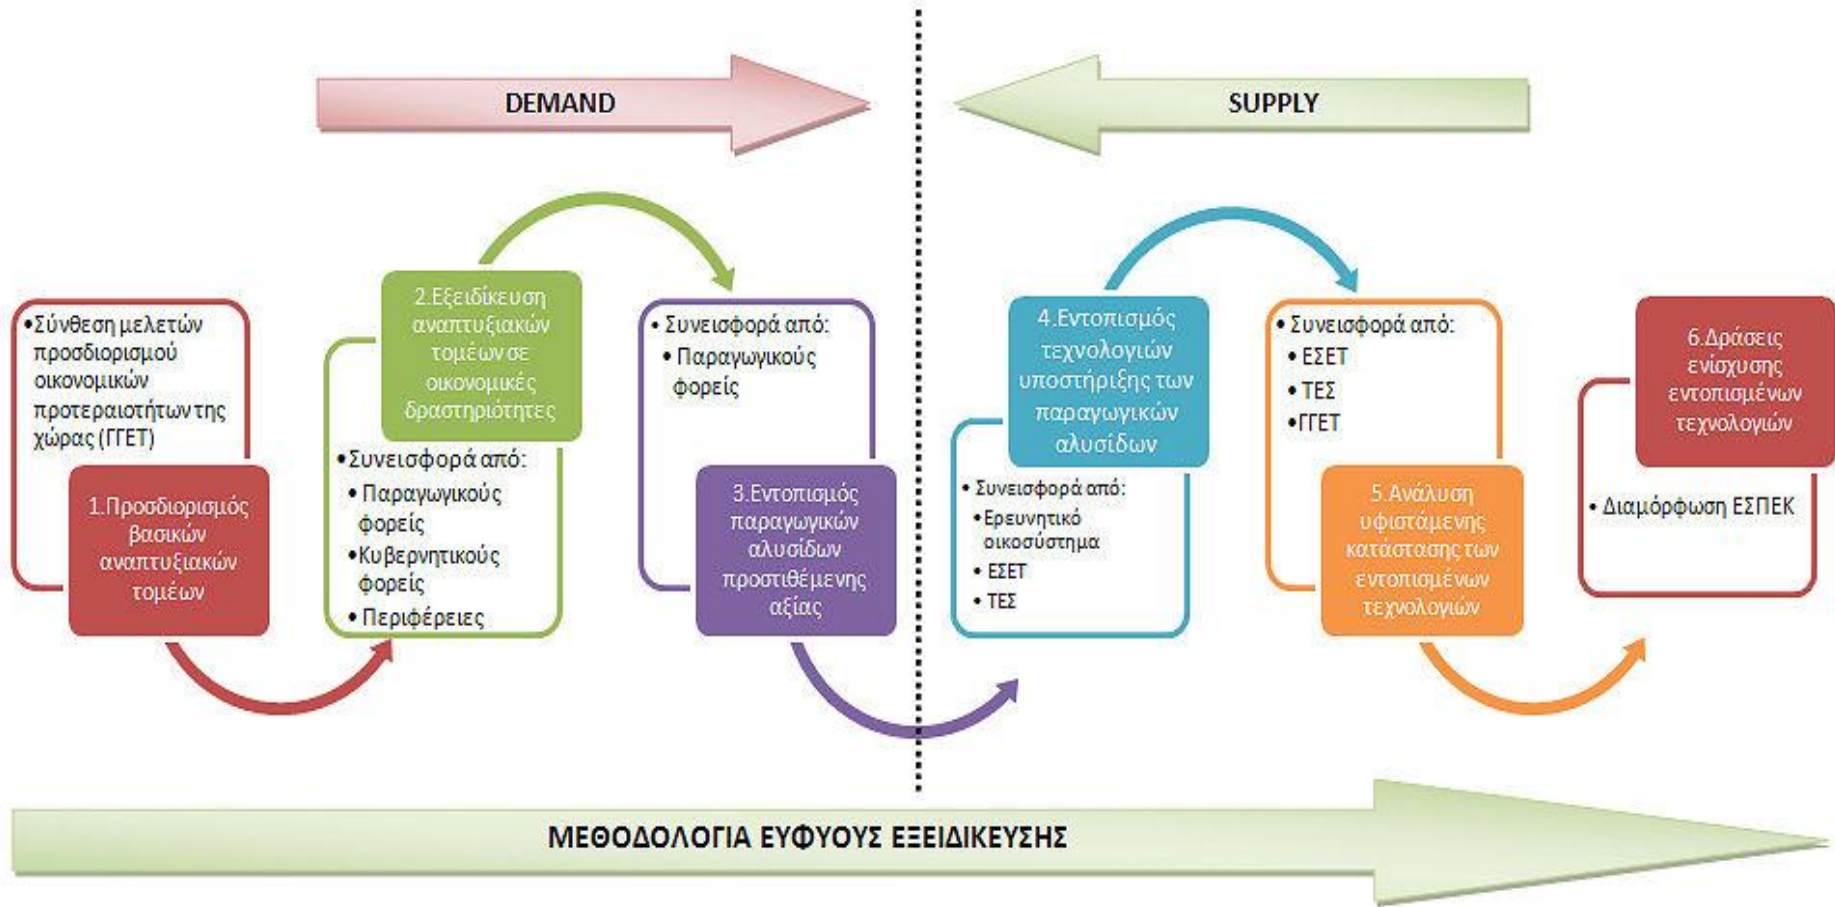 DEMAND
SUPPLY
•Σύνθεση μελετών
προσδιορισμού
οικονομικών
προτεραιοτήτων της
χώρας (ΓΓΕΤ)
1.Προσδιορισμός
βασικών
αναπτυξιακών
τομέων
2.Εξειδίκευση
αναπτυξιακών
τομέων σε
οικονομικές
δραστηριότητες
•Συνεισφορά από:
• Παραγωγικούς
φορείς
•Κυβερνητικούς
φορείς
• Περιφέρειες
• Συνεισφορά από:
• Παραγωγικούς
φορείς
3.Εντοπισμός
παραγωγικών
αλυσίδων
προστιθέμενης
αξίας
4.Εντοπισμός
τεχνολογιών
υποστήριξης των
παραγωγικών
αλυσίδων
• Συνεισφορά από:
•Ερευνητικό
οικοσύστημα
• ΕΣΕΤ
• ΤΕΣ
• Συνεισφορά από:
• ΕΣΕΤ
• ΤΕΣ
•ΓΓΕΤ
5.Ανάλυση
υφιστάμενης
κατάστασης των
εντοπισμένων
τεχνολογιών
6.Δράσεις
ενίσχυσης
εντοπισμένων
τεχνολογιών
• Διαμόρφωση ΕΣΠΕΚ
ΜΕΘΟΔΟΛΟΓΙΑ ΕΥΦΥΟΥΣ ΕΞΕΙΔΙΚΕΥΣΗΣ